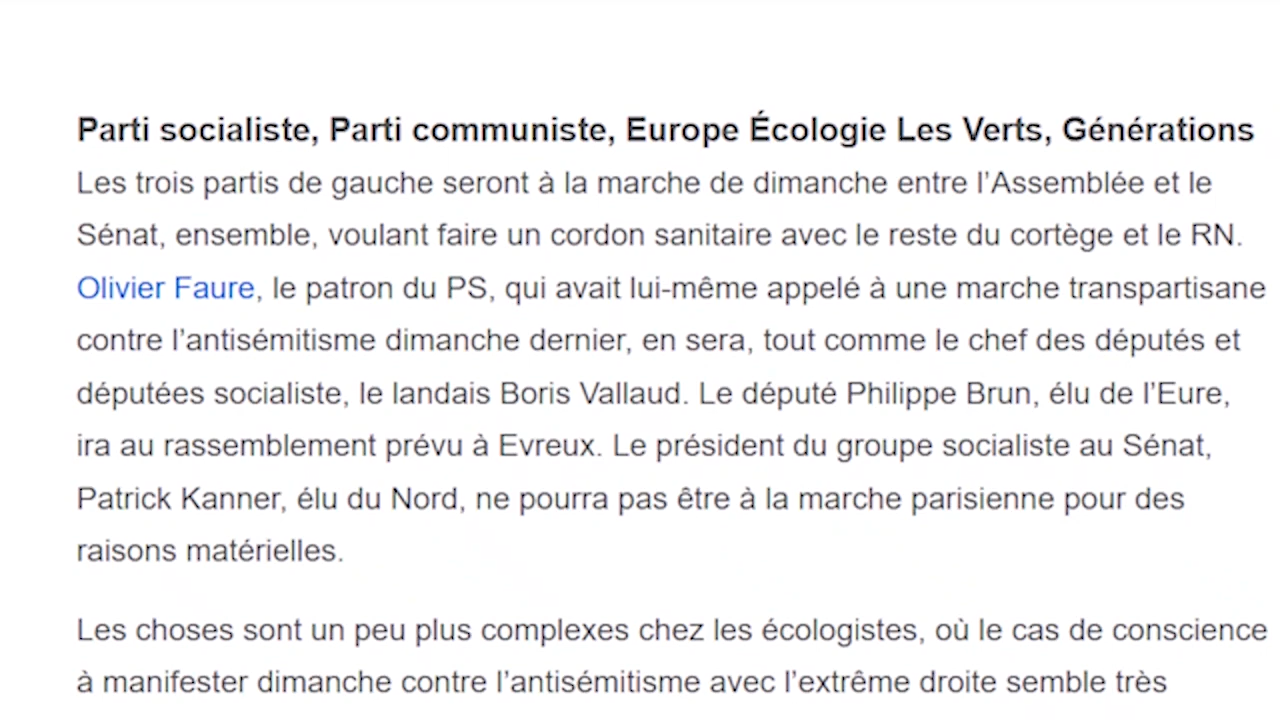 Parti socialiste, Parti communiste, Europe Écologie Les Verts, Générations
Les trois partis de gauche seront à la marche de dimanche entre l’Assemblée et le
Sénat, ensemble, voulant faire un cordon sanitaire avec le reste du cortège et le RN.
Olivier Faure, le patron du PS, qui avait lui-même appelé à une marche transpartisane
contre l’antisémitisme dimanche dernier, en sera, tout comme le chef des députés et
députées socialiste, le landais Boris Vallaud. Le député Philippe Brun, élu de l’Eure,
ira au rassemblement prévu à Evreux. Le président du groupe socialiste au Sénat,
Patrick Kanner, élu du Nord, ne pourra pas être à la marche parisienne pour des
raisons matérielles.
Les choses sont un peu plus complexes chez les écologistes, où le cas de conscience
à manifester dimanche contre l’antisémitisme avec l’extrême droite semble très